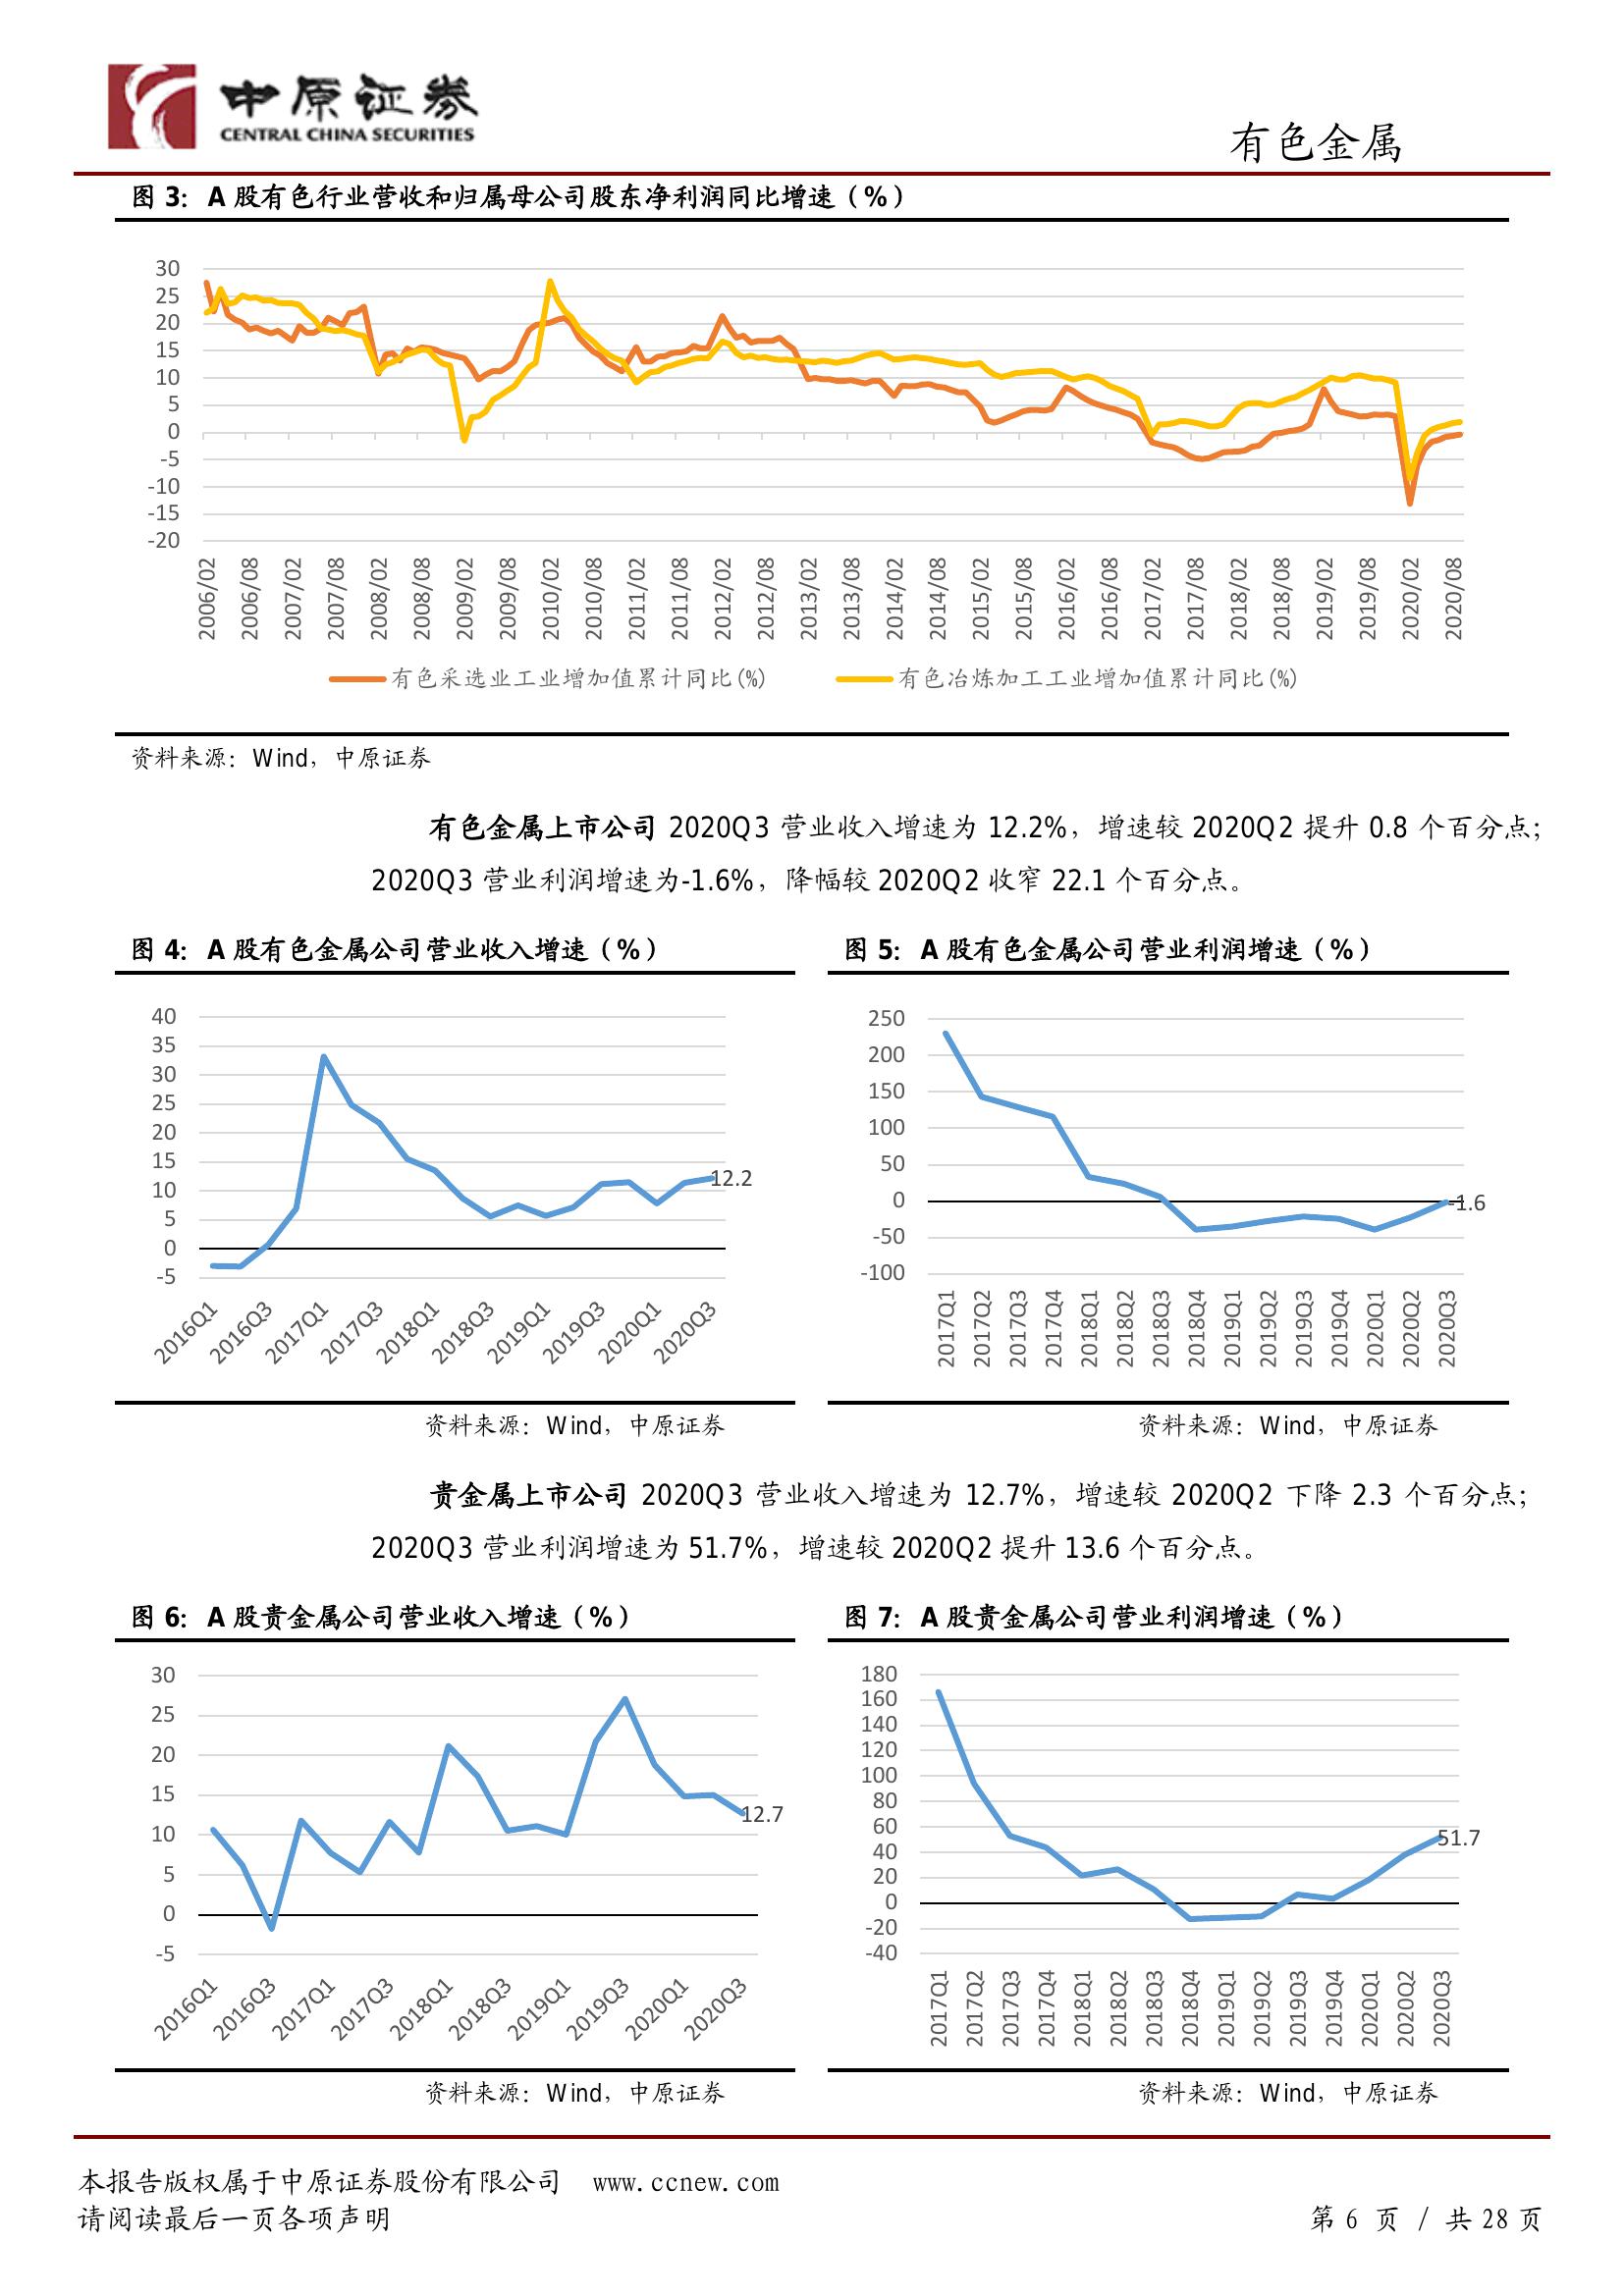 中原证券
CENTRAL CHINA SECURITIES
有色金属
图 3：A 股有色行业营收和归属母公司股东净利润同比增速（%）
30
25
20
15
10
5
0
-5
-10
-15
-20
2006/02
2006/08
2007/02
2007/08
2008/02
2008/08
2009/02
2009/08
2010/02
2010/08
2011/02
2011/08
2012/02
2012/08
2013/02
2013/08
2014/02
2014/08
2015/02
2015/08
2016/02
2016/08
2017/02
2017/08
2018/02
2018/08
2019/02
2019/08
2020/02
2020/08
有色采选业工业增加值累计同比(%)
有色冶炼加工工业增加值累计同比(%)
资料来源：Wind，中原证券
有色金属上市公司 2020Q3 营业收入增速为 12.2%，增速较 2020Q2 提升 0.8 个百分点；
2020Q3 营业利润增速为-1.6%，降幅较 2020Q2 收窄 22.1 个百分点。
图 4：A 股有色金属公司营业收入增速（%）
40
35
30
25
20
15
10
5
0
-5
12.2
2016Q1
2016Q3
2017Q1
2017Q3
2018Q1
2018Q3
2019Q1
2019Q3
2020Q1
2020Q3
资料来源：Wind，中原证券
图 5：A 股有色金属公司营业利润增速（%）
250
200
150
100
50
0
-50
-100
-1.6
2017Q1
2017Q2
2017Q3
2017Q4
2018Q1
2018Q2
2018Q3
2018Q4
2019Q1
2019Q2
2019Q3
2019Q4
2020Q1
2020Q2
2020Q3
资料来源：Wind，中原证券
贵金属上市公司 2020Q3 营业收入增速为 12.7%，增速较 2020Q2 下降 2.3 个百分点；
2020Q3 营业利润增速为 51.7%，增速较 2020Q2 提升 13.6 个百分点。
图 6：A 股贵金属公司营业收入增速（%）
30
25
20
15
10
5
0
-5
12.7
2016Q1
2016Q3
2017Q1
2017Q3
2018Q1
2018Q3
2019Q1
2019Q3
2020Q1
2020Q3
资料来源：Wind，中原证券
图 7：A 股贵金属公司营业利润增速（%）
180
160
140
120
100
80
60
40
20
0
-20
-40
51.7
2017Q1
2017Q2
2017Q3
2017Q4
2018Q1
2018Q2
2018Q3
2018Q4
2019Q1
2019Q2
2019Q3
2019Q4
2020Q1
2020Q2
2020Q3
资料来源：Wind，中原证券
本报告版权属于中原证券股份有限公司 www.ccnew.com
请阅读最后一页各项声明
第 6 页 / 共 28 页